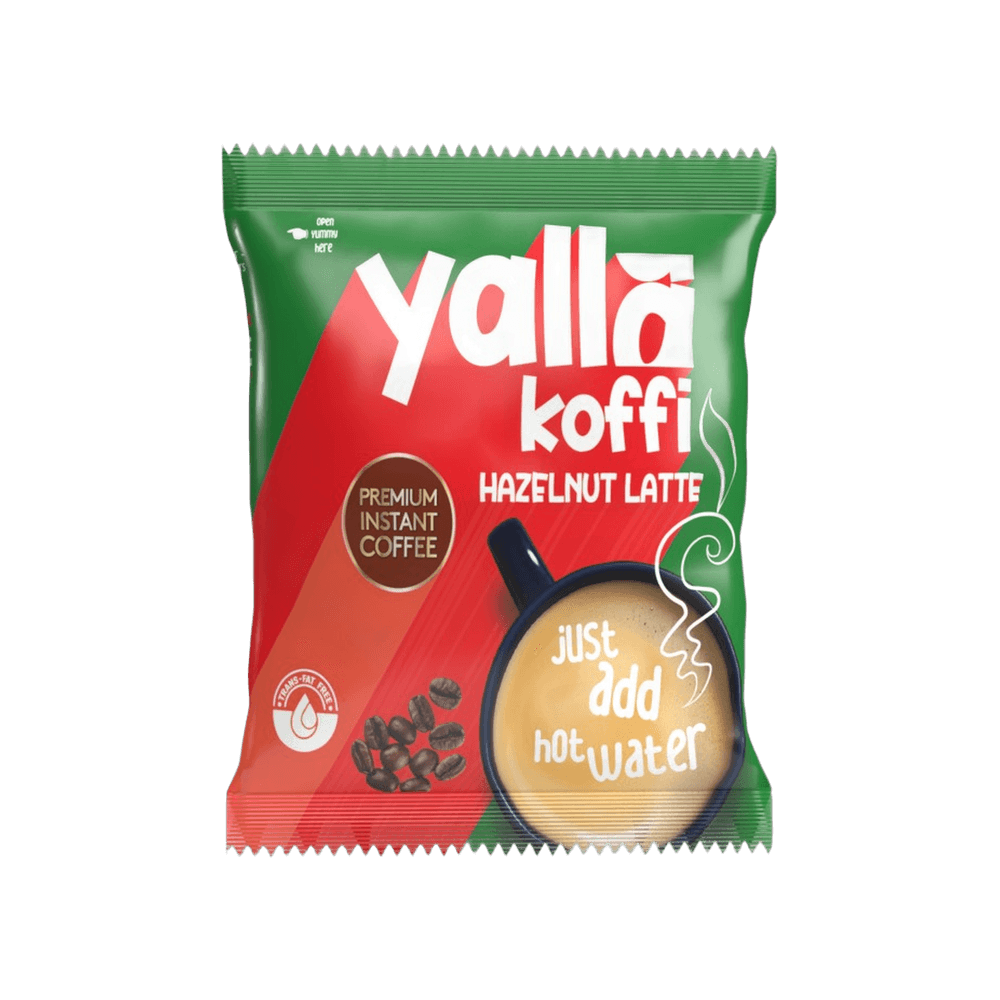 open
yummy
here
yallā
koffi
HAZELNUT LATTE
PREMIUM
INSTANT
COFFEE
TRANS-FAT FREE
just
add
hot water